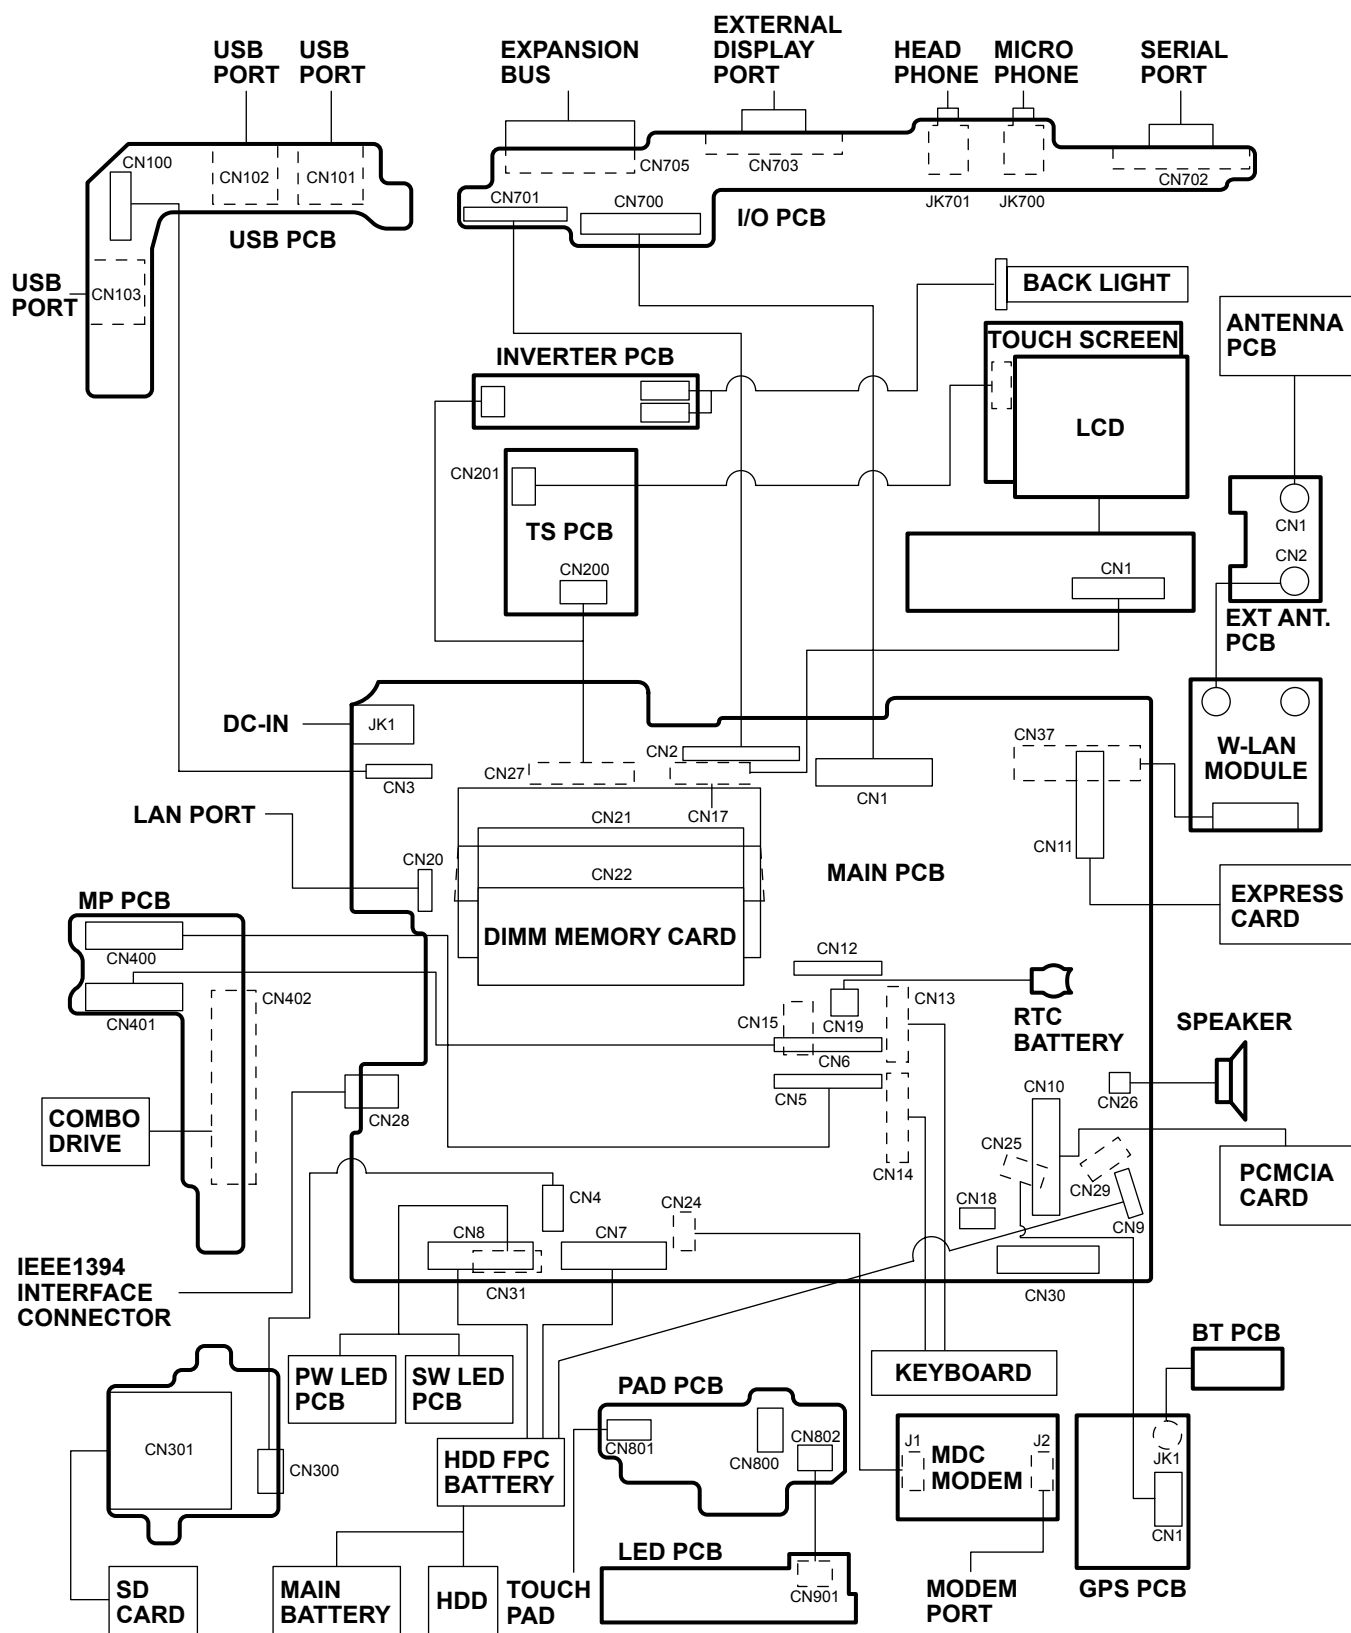 USB
PORT
USB
PORT
EXPANSION
BUS
EXTERNAL
DISPLAY
PORT
HEAD
PHONE
MICRO
PHONE
SERIAL
PORT
CN100
CN102
CN101
CN705
CN703
CN702
CN701
CN700
JK701
JK700
I/O PCB
USB PCB
USB
PORT
CN103
BACK LIGHT
ANTENNA
PCB
TOUCH SCREEN
INVERTER PCB
LCD
CN201
TS PCB
CN200
CN1
CN1
CN2
EXT ANT.
PCB
DC-IN
JK1
CN3
CN27
CN2
CN17
CN1
CN37
CN11
W-LAN
MODULE
LAN PORT
CN20
CN21
CN22
DIMM MEMORY CARD
MAIN PCB
EXPRESS
CARD
MP PCB
CN400
CN401
CN402
CN12
CN13
CN15
CN19
CN6
CN5
CN14
RTC
BATTERY
SPEAKER
CN26
CN10
CN25
CN29
CN9
CN18
CN30
PCMCIA
CARD
COMBO
DRIVE
CN28
CN4
CN8
CN7
CN24
CN31
IEEE1394
INTERFACE
CONNECTOR
PW LED
PCB
SW LED
PCB
KEYBOARD
BT PCB
PAD PCB
CN801
CN800
CN802
CN301
CN300
HDD FPC
BATTERY
J1
MDC
MODEM
J2
JK1
CN1
GPS PCB
LED PCB
CN901
SD
CARD
MAIN
BATTERY
HDD
TOUCH
PAD
MODEM
PORT